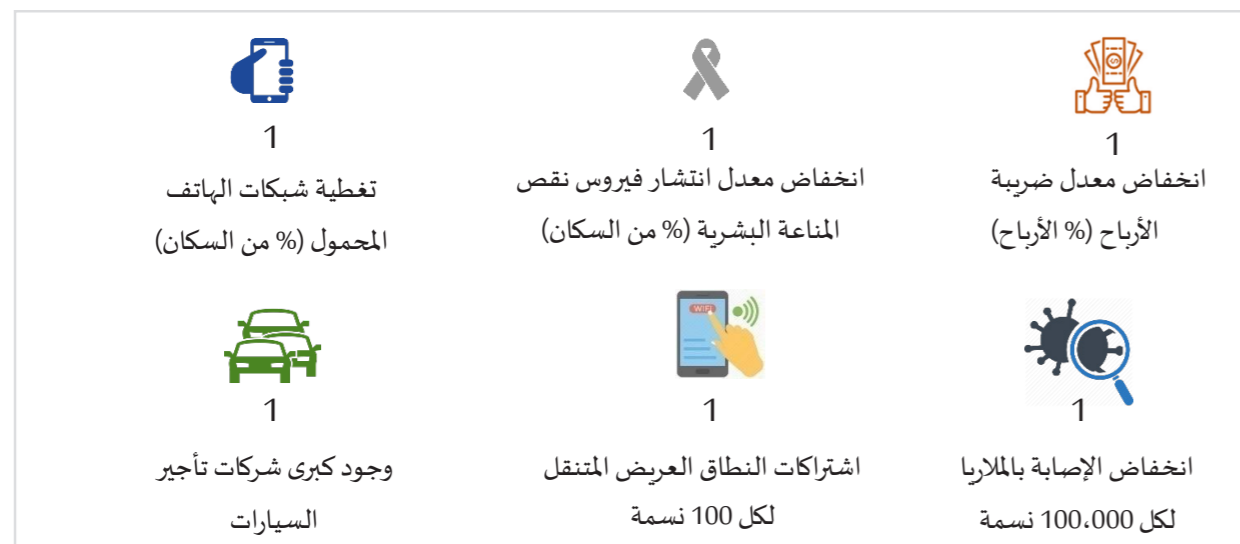 1
انخفاض معدل ضريبة
الأرباح (% الأرباح)
1
انخفاض معدل انتشار فيروس نقص
المناعة البشرية (% من السكان)
1
تغطية شبكات الهاتف
المحمول (% من السكان)
1
انخفاض الإصابة بالملاريا
لكل 100،000 نسمة
WIFI
1
اشتراكات النطاق العريض المتنقل
لكل 100 نسمة
1
وجود كبرى شركات تأجير
السيارات